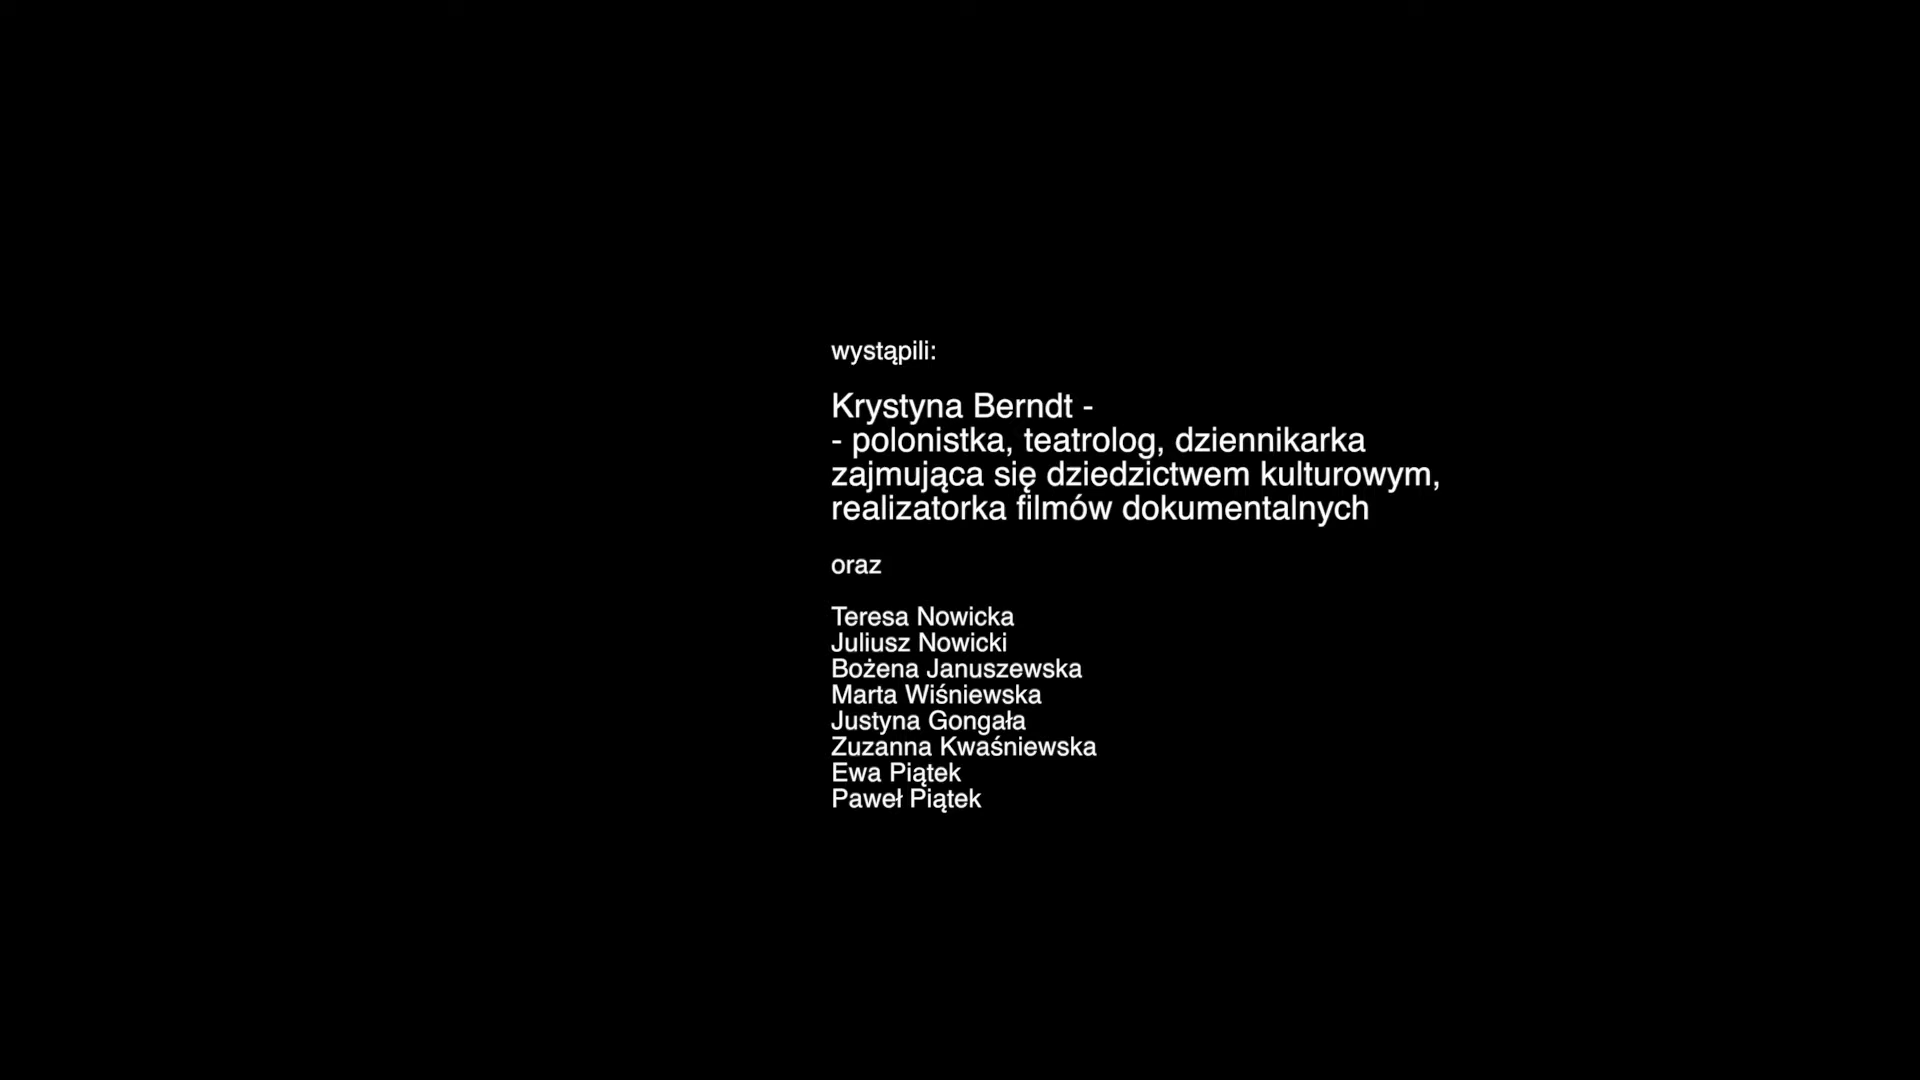 wystąpili:
Krystyna Berndt -
- polonistka, teatrolog, dziennikarka
zajmująca się dziedzictwem kulturowym,
realizatorka filmów dokumentalnych
oraz
Teresa Nowicka
Juliusz Nowicki
Bożena Januszewska
Marta Wiśniewska
Justyna Gongała
Zuzanna Kwaśniewska
Ewa Piątek
Paweł Piątek